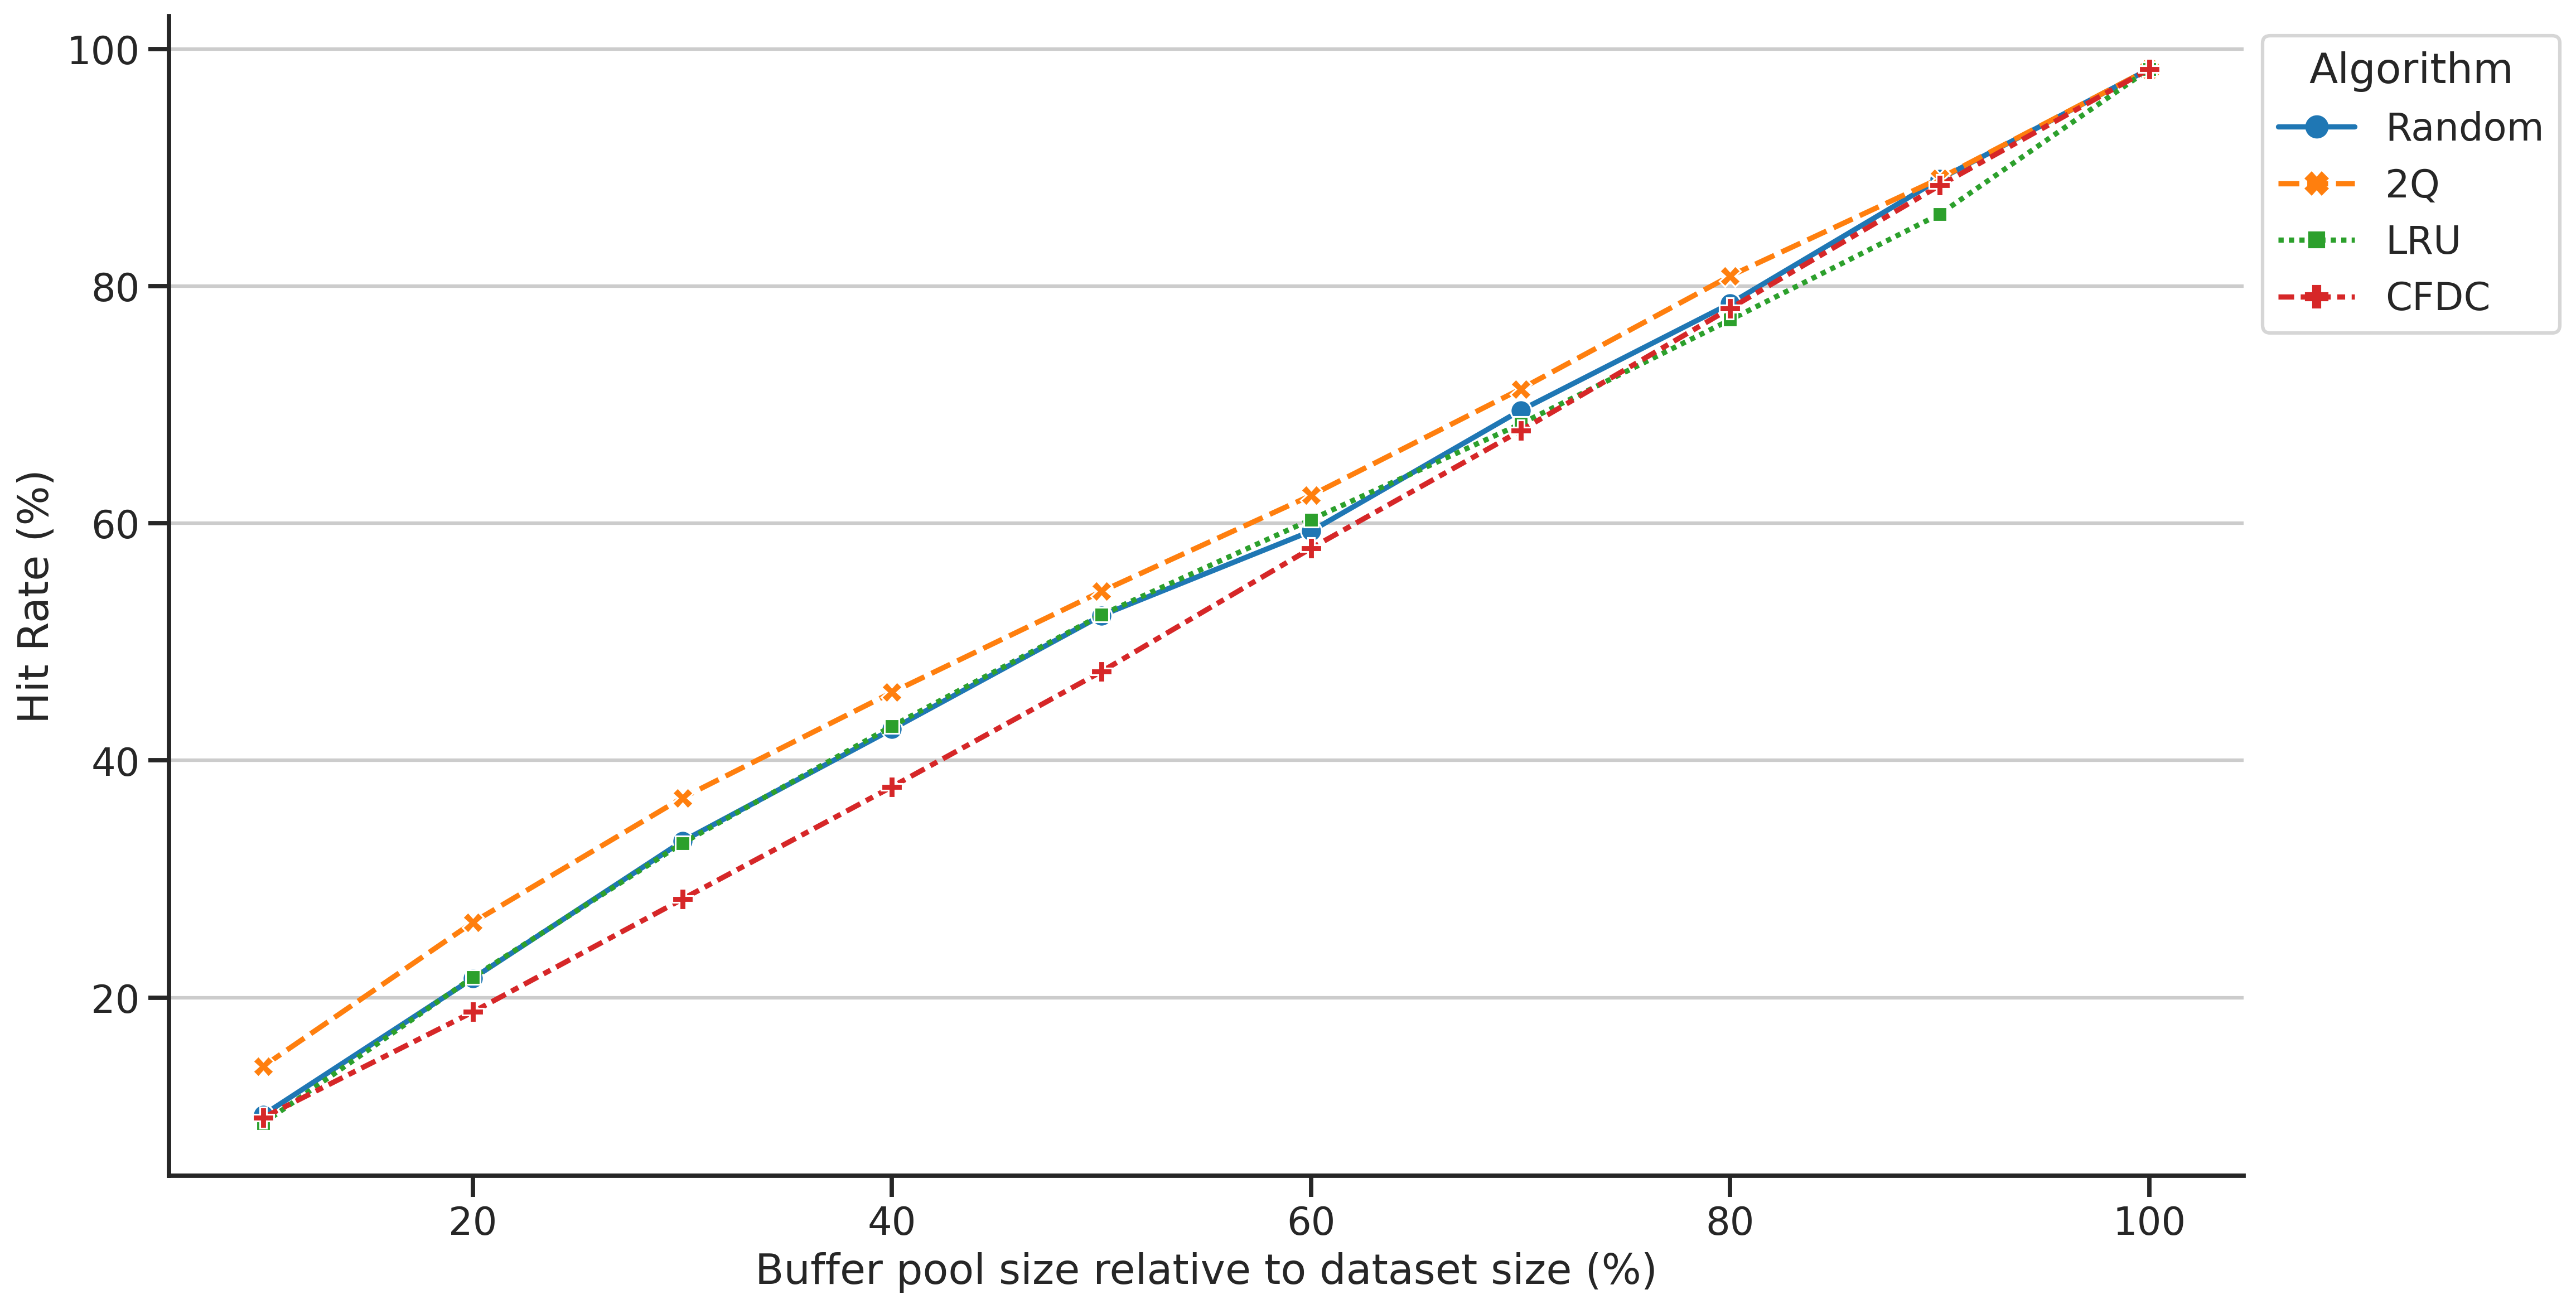 Hit Rate (%)
100
80
60
40
20
20 40 60 80 100
Buffer pool size relative to dataset size (%)
Algorithm
Random
2Q
LRU
CFDC